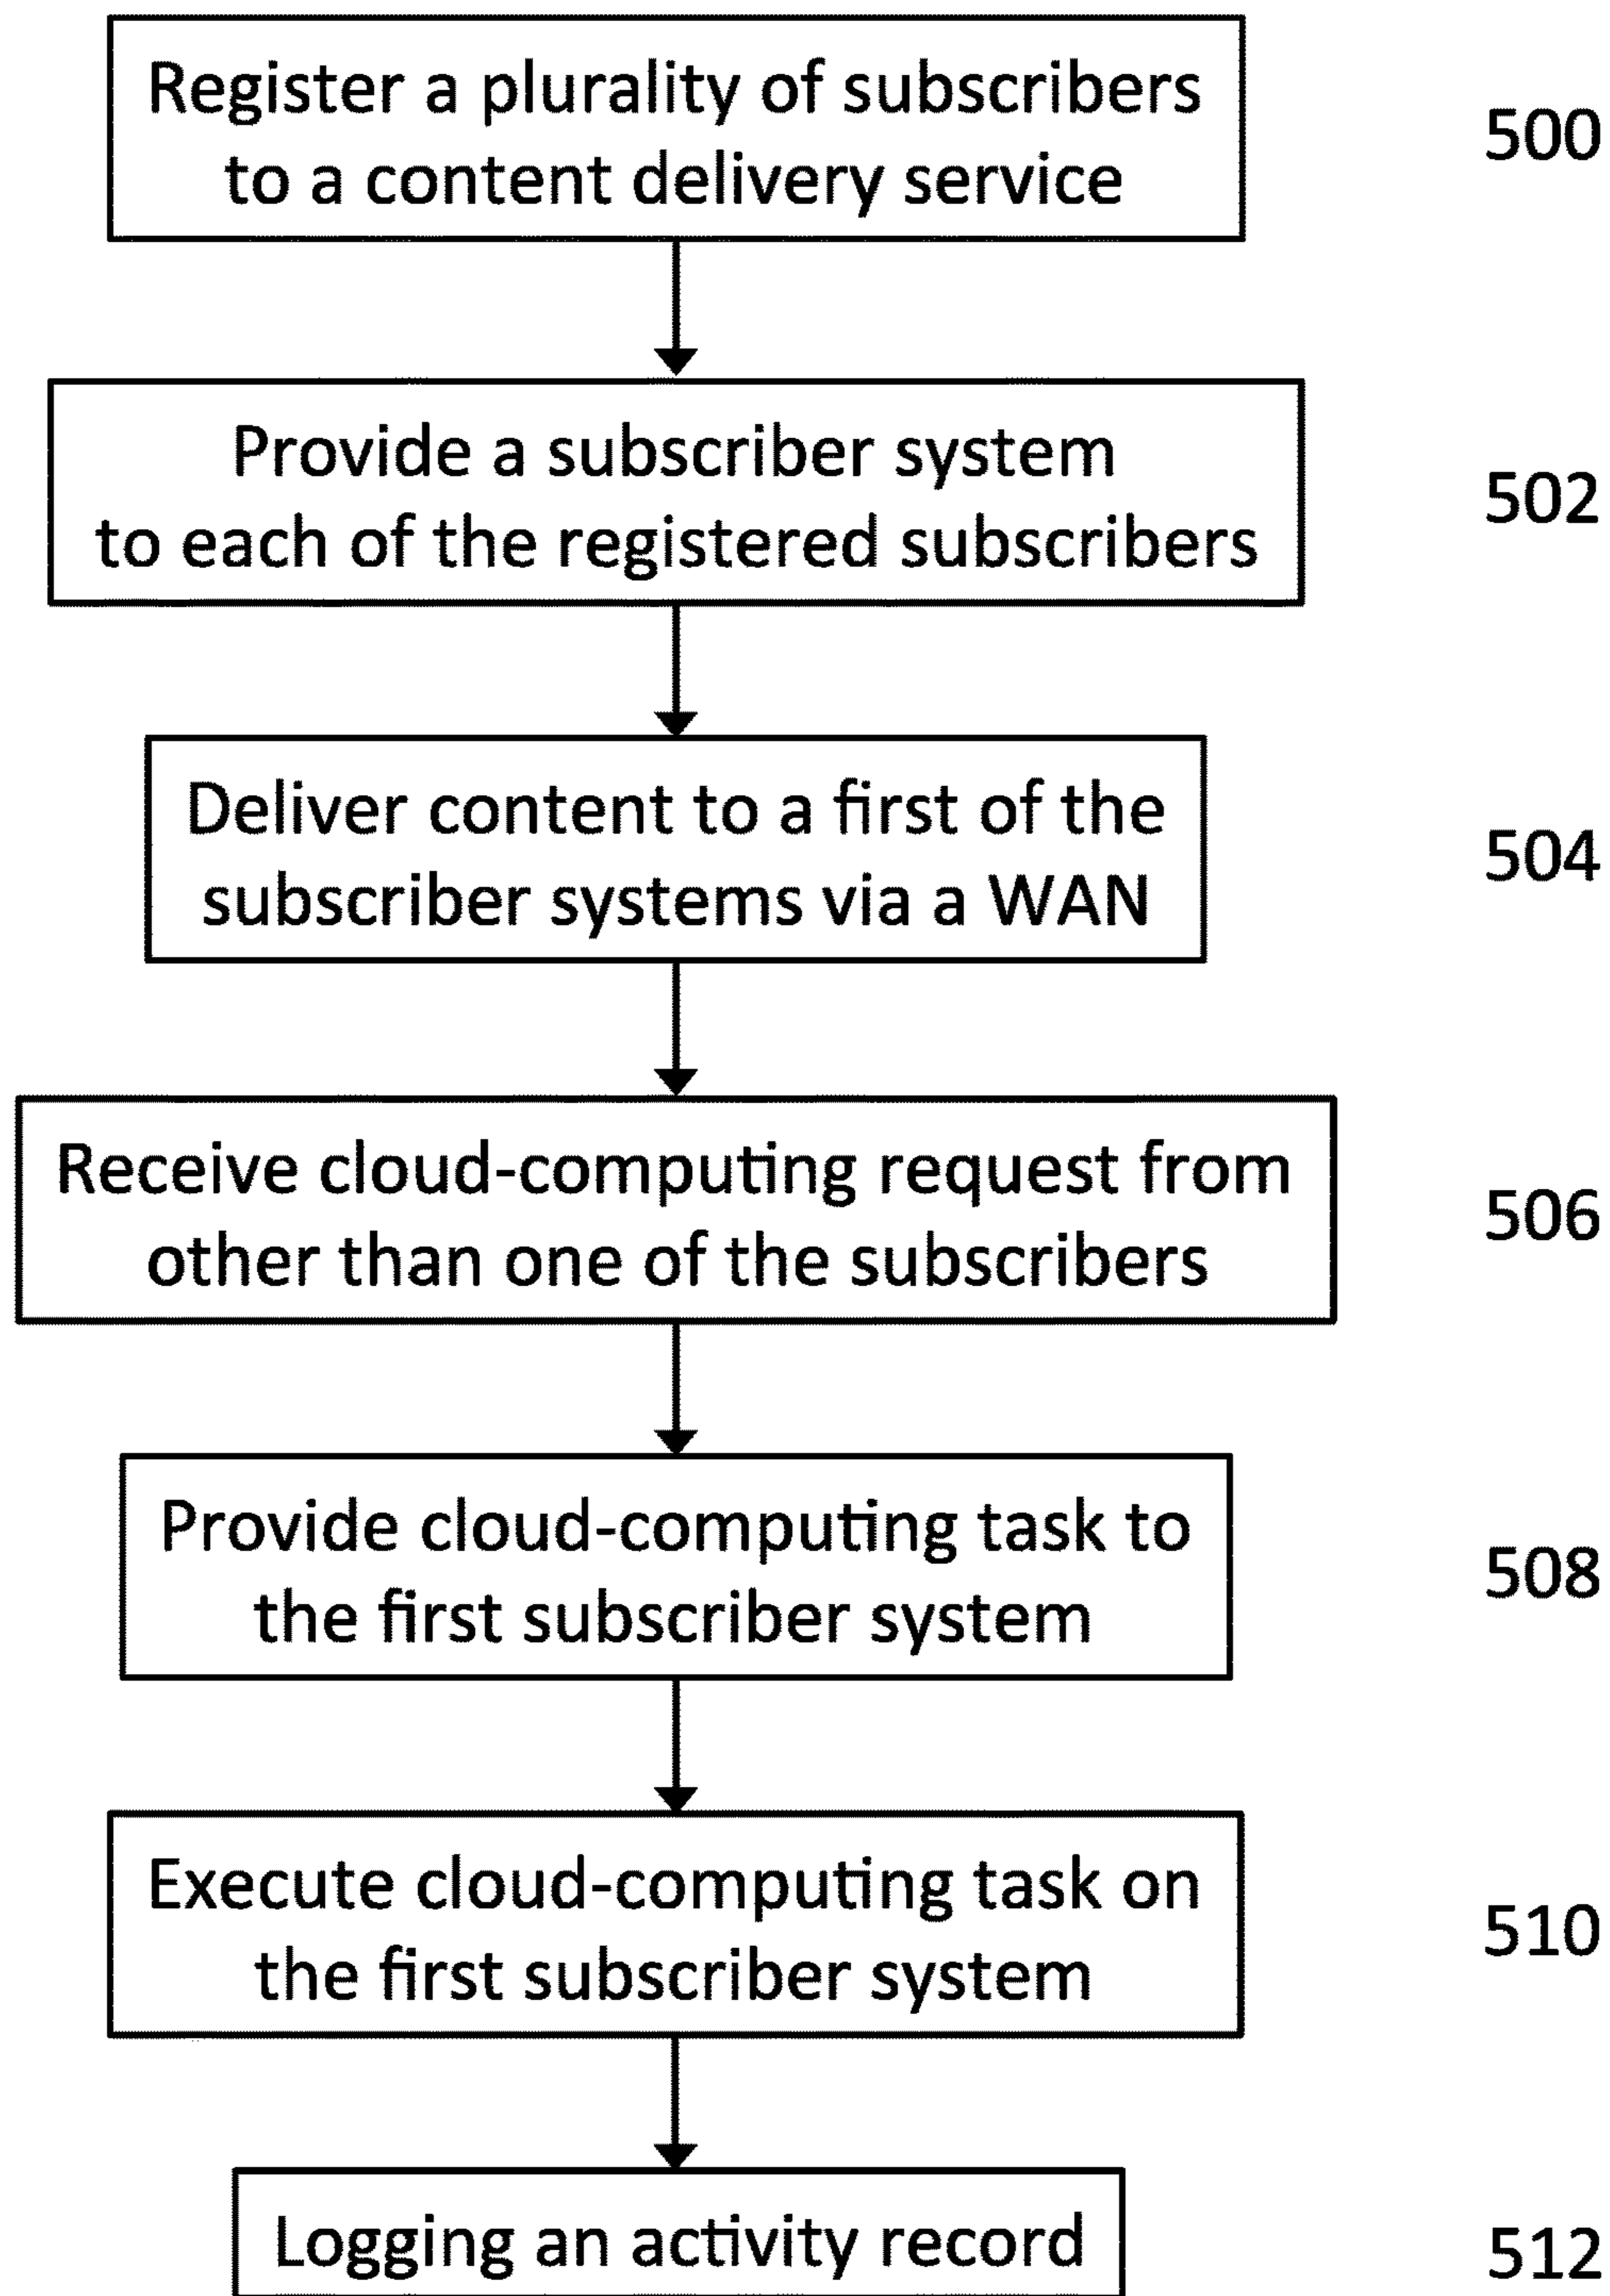 Register a plurality of subscribers
to a content delivery service
500
Provide a subscriber system
to each of the registered subscribers
502
Deliver content to a first of the
subscriber systems via a WAN
504
Receive cloud-computing request from
other than one of the subscribers
506
Provide cloud-computing task to
the first subscriber system
508
Execute cloud-computing task on
the first subscriber system
510
Logging an activity record
512